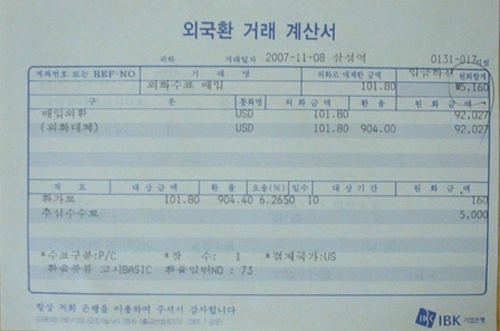 외국환 거래 계산서
귀하 거래일자 2007-11-08 삼성역 0131-017
계좌번호 또는 REF-NO 거래명 외화로 대체한 금액 원화합계
외화수표 매입 101.80 ₩5,160
구분 통화명 외화금액 환율 원화금액
매입외환 USD 101.80 92,027
(외화대체) USD 101.80 904.00 92,027
적요 대상금액 환율 요율(%) 일수 대상기간 원화금액
환가료 101.80 904.40 6.2650 10 160
추심수수료 5,000
*수표구분:P/C *장 수: 1 *결제국가:US
환율종류 고시BASIC 환율일련NO : 73
항상 저희 은행을 이용하여 주셔서 감사합니다
IBK 기업은행